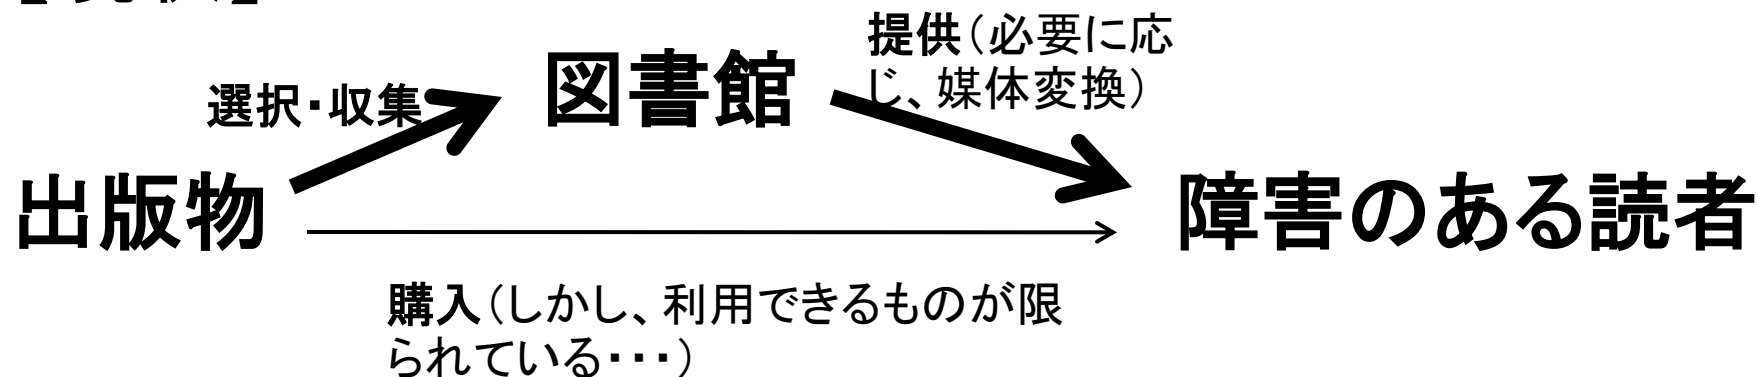 提供（必要に応
じ、媒体変換）
図書館
選択・収集
出版物
障害のある読者
購入（しかし、利用できるものが限
られている・・・）